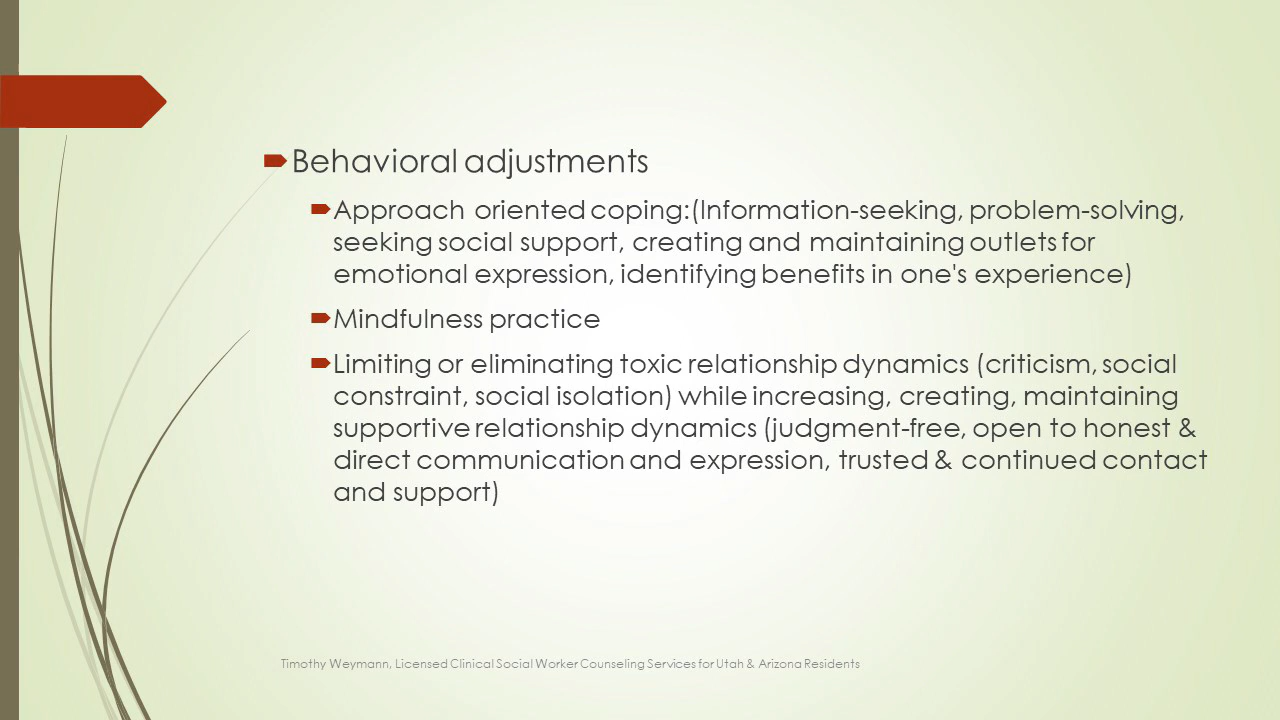 Behavioral adjustments
Approach oriented coping:(Information-seeking, problem-solving,
seeking social support, creating and maintaining outlets for
emotional expression, identifying benefits in one's experience)
Mindfulness practice
Limiting or eliminating toxic relationship dynamics (criticism, social
constraint, social isolation) while increasing, creating, maintaining
supportive relationship dynamics (judgment-free, open to honest &
direct communication and expression, trusted & continued contact
and support)
Timothy Weymann, Licensed Clinical Social Worker Counseling Services for Utah & Arizona Residents